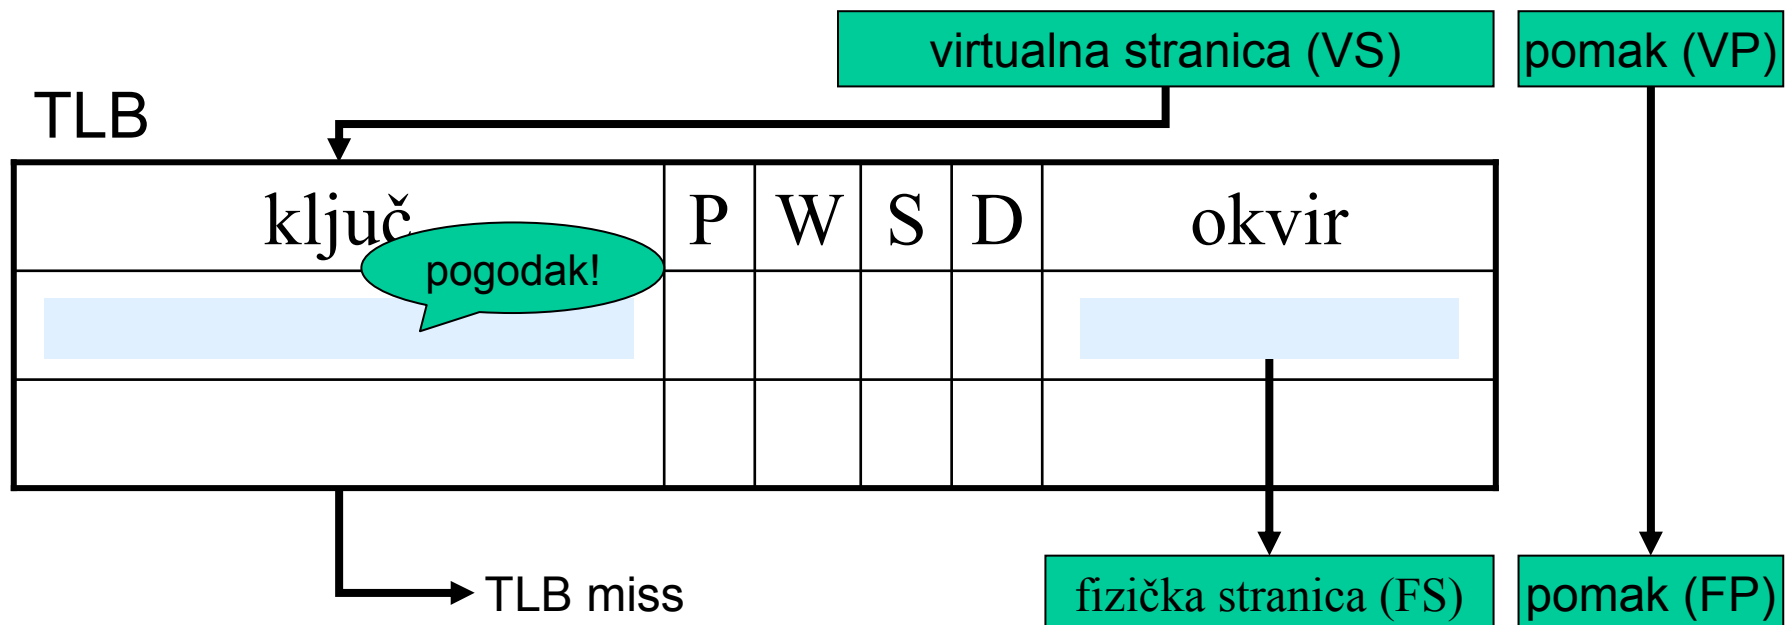 virtualna stranica (VS) pomak (VP)
TLB
ključ P W S D okvir
pogodak!
TLB miss fizička stranica (FS) pomak (FP)